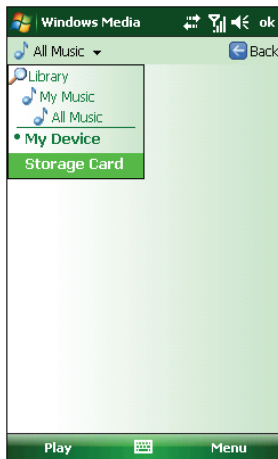 Windows Media ok
All Music Back
Library
My Music
All Music
• My Device
Storage Card
Play Menu